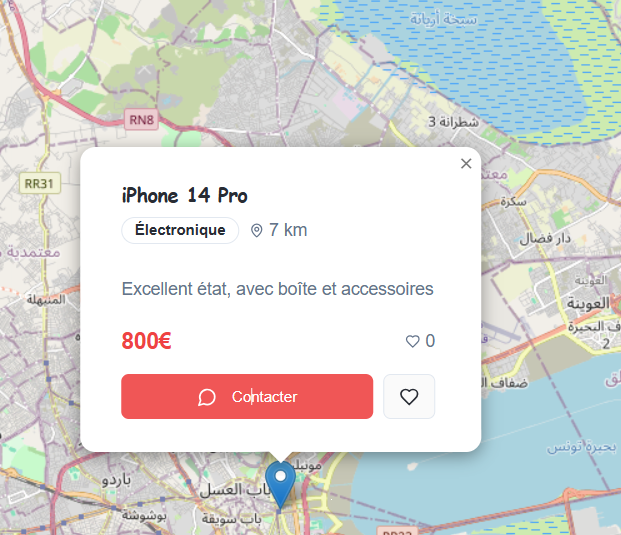 سبخة أريانة
RN8
شطرانة 3
RR31
سكرة
دار فضال
معتمدية
المنيهلة
العوينة
العوينة
حي البحيرة
2
ضفاف
iPhone 14 Pro
Électronique
7 km
Excellent état, avec boîte et accessoires
800€
0
Contacter
بحيرة تونس
مونبليزير
باب العسل
باردو
باب سويقة
بوشوشة